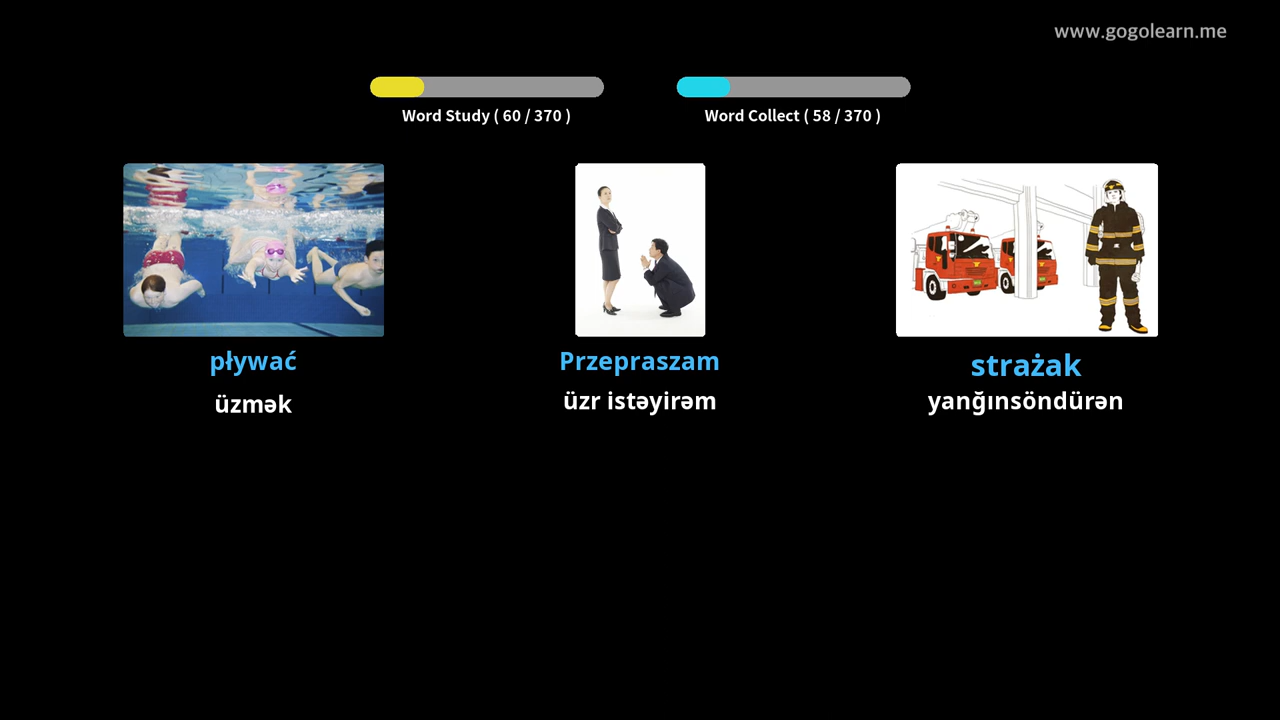 www.gogolearn.me
Word Study ( 60 / 370 )
Word Collect ( 58 / 370 )
pływać
Przepraszam
strażak
üzmək
üzr istəyirəm
yanğınsöndürən